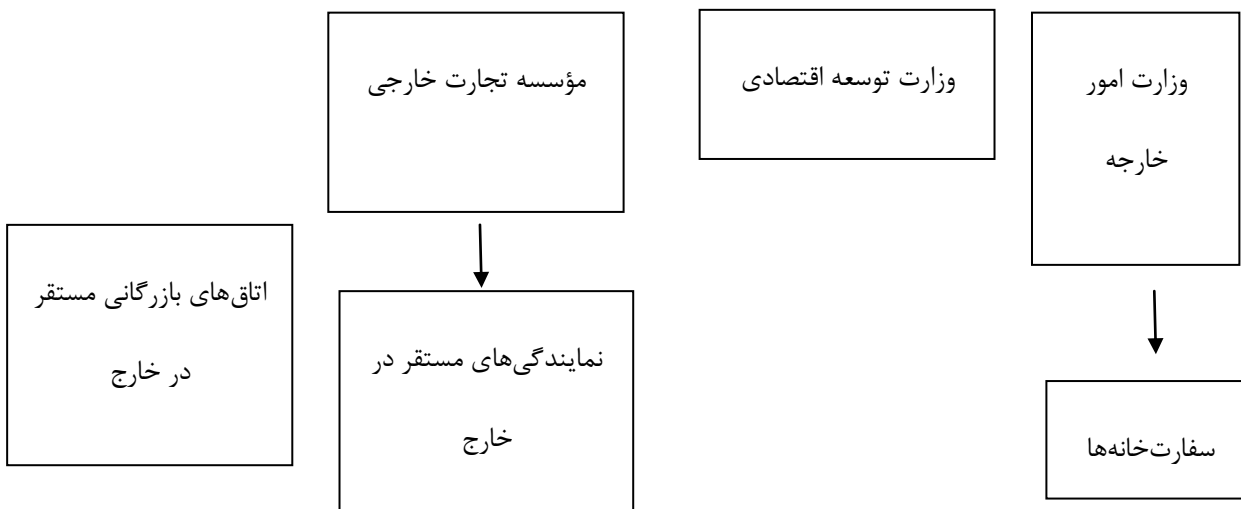 وزارت امور
خارجه
وزارت توسعه اقتصادی
مؤسسه تجارت خارجی
اتاق‌های بازرگانی مستقر
در خارج
نمایندگی‌های مستقر در
خارج
سفارت‌خانه‌ها